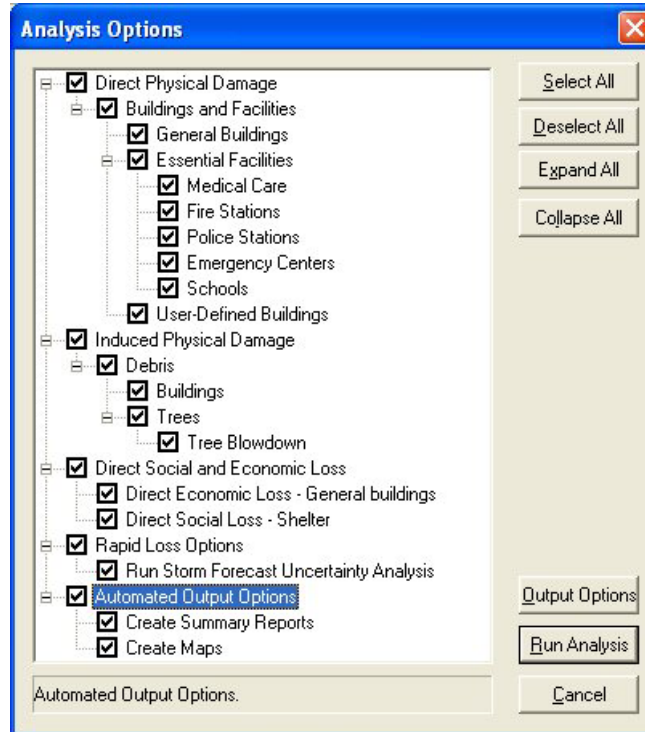 Analysis Options
Direct Physical Damage
Buildings and Facilities
General Buildings
Essential Facilities
Medical Care
Fire Stations
Police Stations
Emergency Centers
Schools
User-Defined Buildings
Induced Physical Damage
Debris
Buildings
Trees
Tree Blowdown
Direct Social and Economic Loss
Direct Economic Loss - General buildings
Direct Social Loss - Shelter
Rapid Loss Options
Run Storm Forecast Uncertainty Analysis
Automated Output Options
Create Summary Reports
Create Maps
Select All
Deselect All
Expand All
Collapse All
Output Options
Run Analysis
Cancel
Automated Output Options.